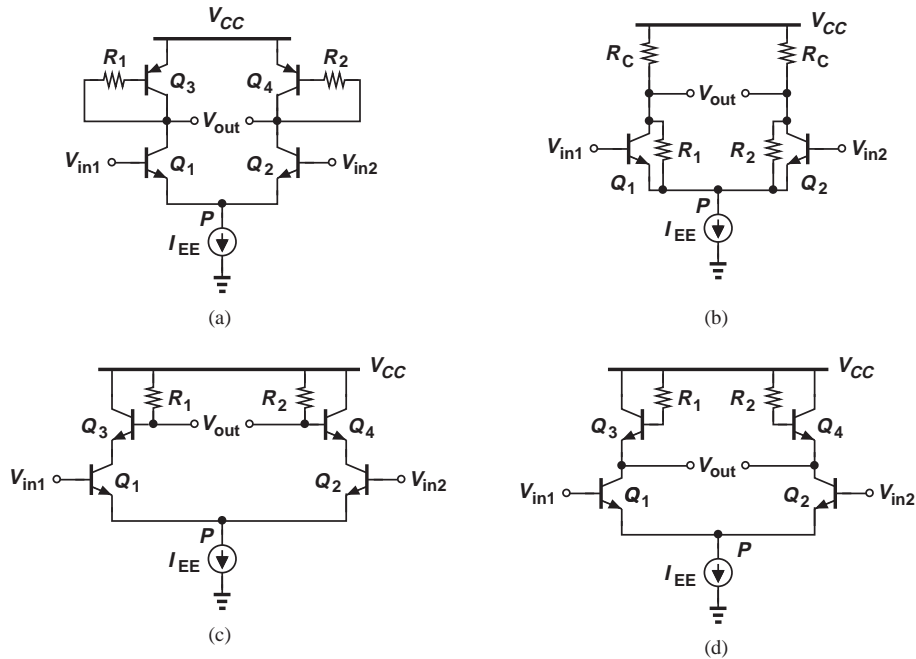 V_CC
R_1 Q_3 Q_4 R_2
V_out
V_in1 Q_1 Q_2 V_in2
P
I_EE
(a)
V_CC
R_C R_C
V_out
V_in1 R_1 R_2 V_in2
Q_1 Q_2
P
I_EE
(b)
V_CC
R_1 R_2
Q_3 V_out Q_4
V_in1 Q_1 Q_2 V_in2
P
I_EE
(c)
V_CC
R_1 R_2
Q_3 Q_4
V_out
V_in1 Q_1 Q_2 V_in2
P
I_EE
(d)